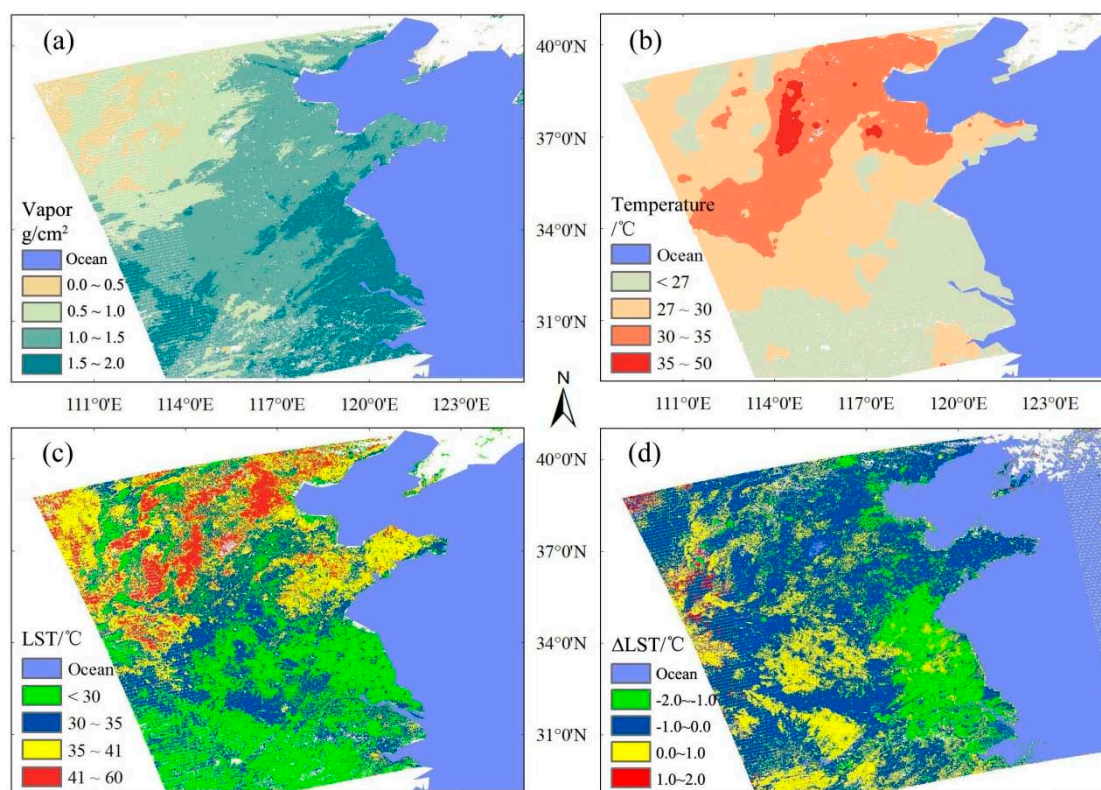 (a)
Vapor
g/cm²
Ocean
0.0 ~ 0.5
0.5 ~ 1.0
1.0 ~ 1.5
1.5 ~ 2.0
40°0'N
37°0'N
34°0'N
31°0'N
(b)
Temperature
/℃
Ocean
< 27
27 ~ 30
30 ~ 35
35 ~ 50
111°0'E 114°0'E 117°0'E 120°0'E 123°0'E
N
111°0'E 114°0'E 117°0'E 120°0'E 123°0'E
(c)
LST/℃
Ocean
< 30
30 ~ 35
35 ~ 41
41 ~ 60
40°0'N
37°0'N
34°0'N
31°0'N
(d)
ΔLST/℃
Ocean
-2.0~-1.0
-1.0~0.0
0.0~1.0
1.0~2.0